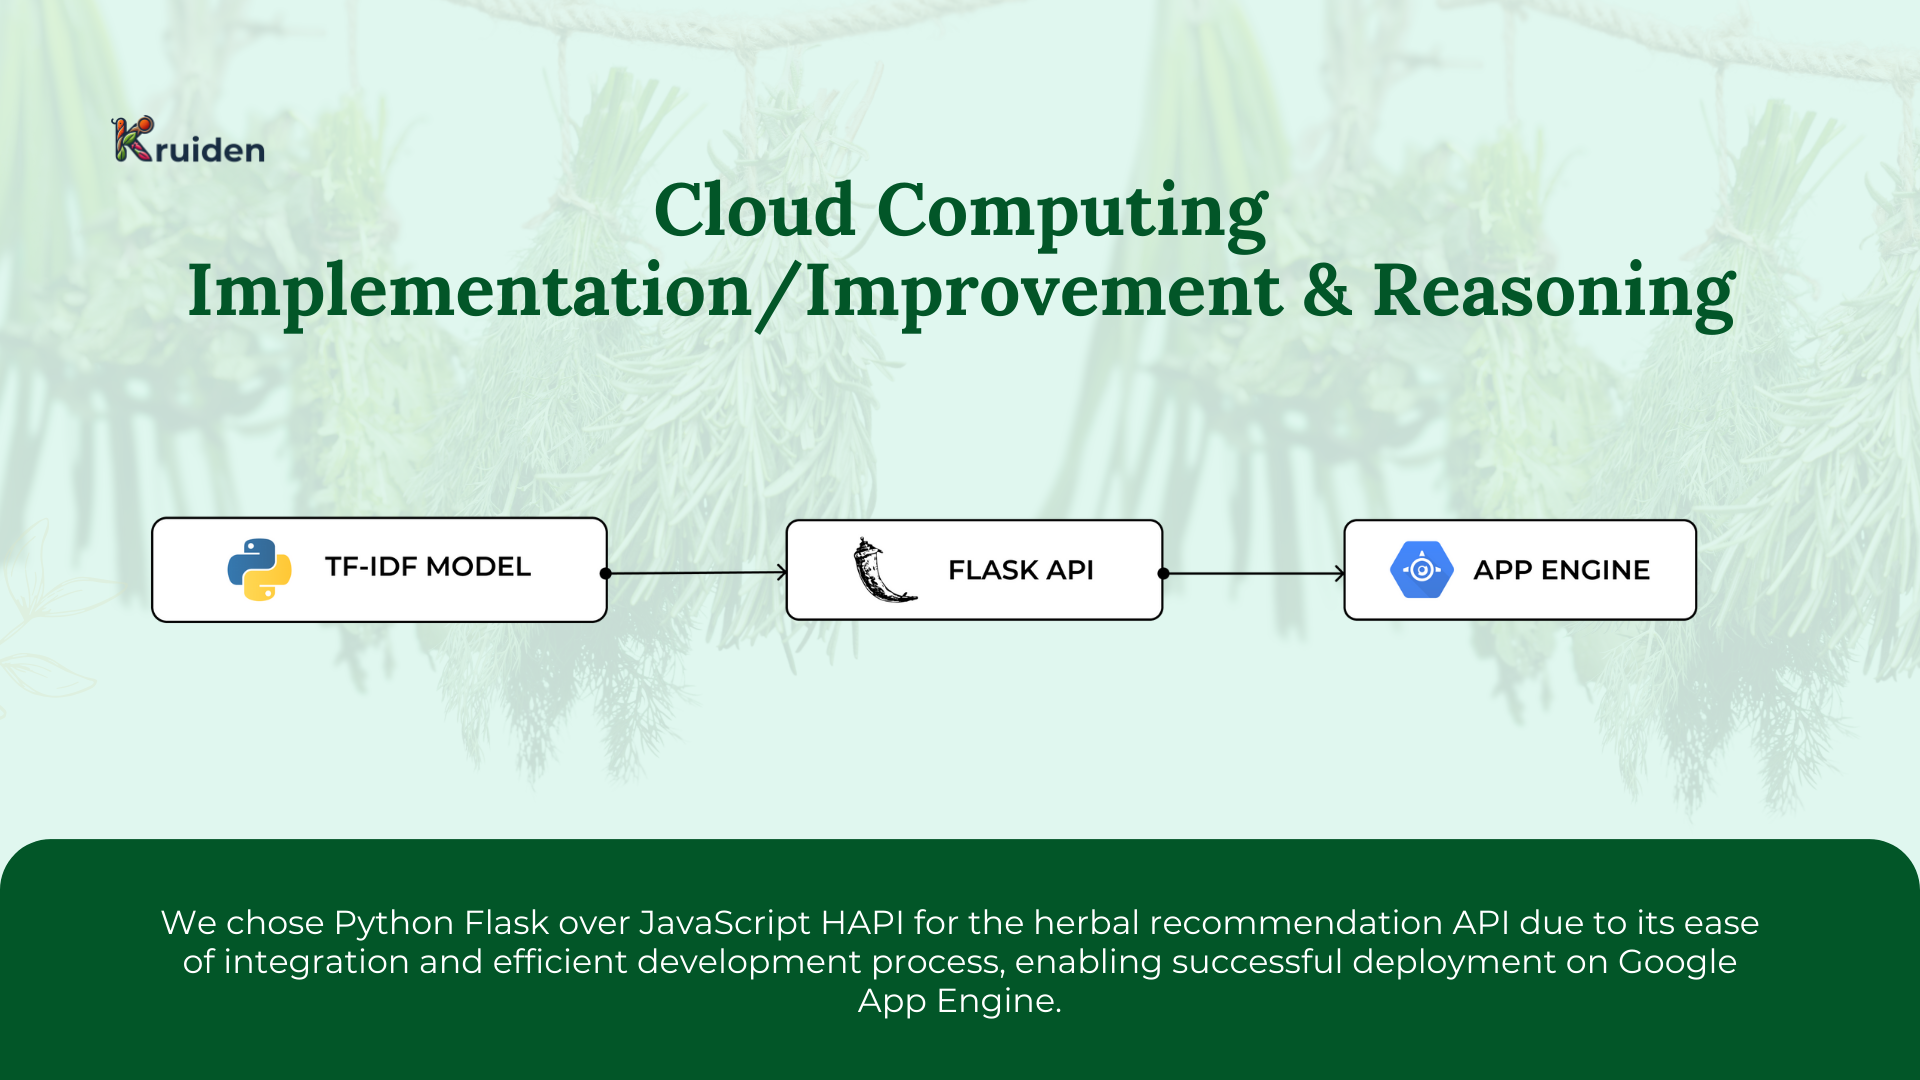 Kruiden
Cloud Computing
Implementation/Improvement & Reasoning
TF-IDF MODEL
FLASK API
APP ENGINE
We chose Python Flask over JavaScript HAPI for the herbal recommendation API due to its ease
of integration and efficient development process, enabling successful deployment on Google
App Engine.